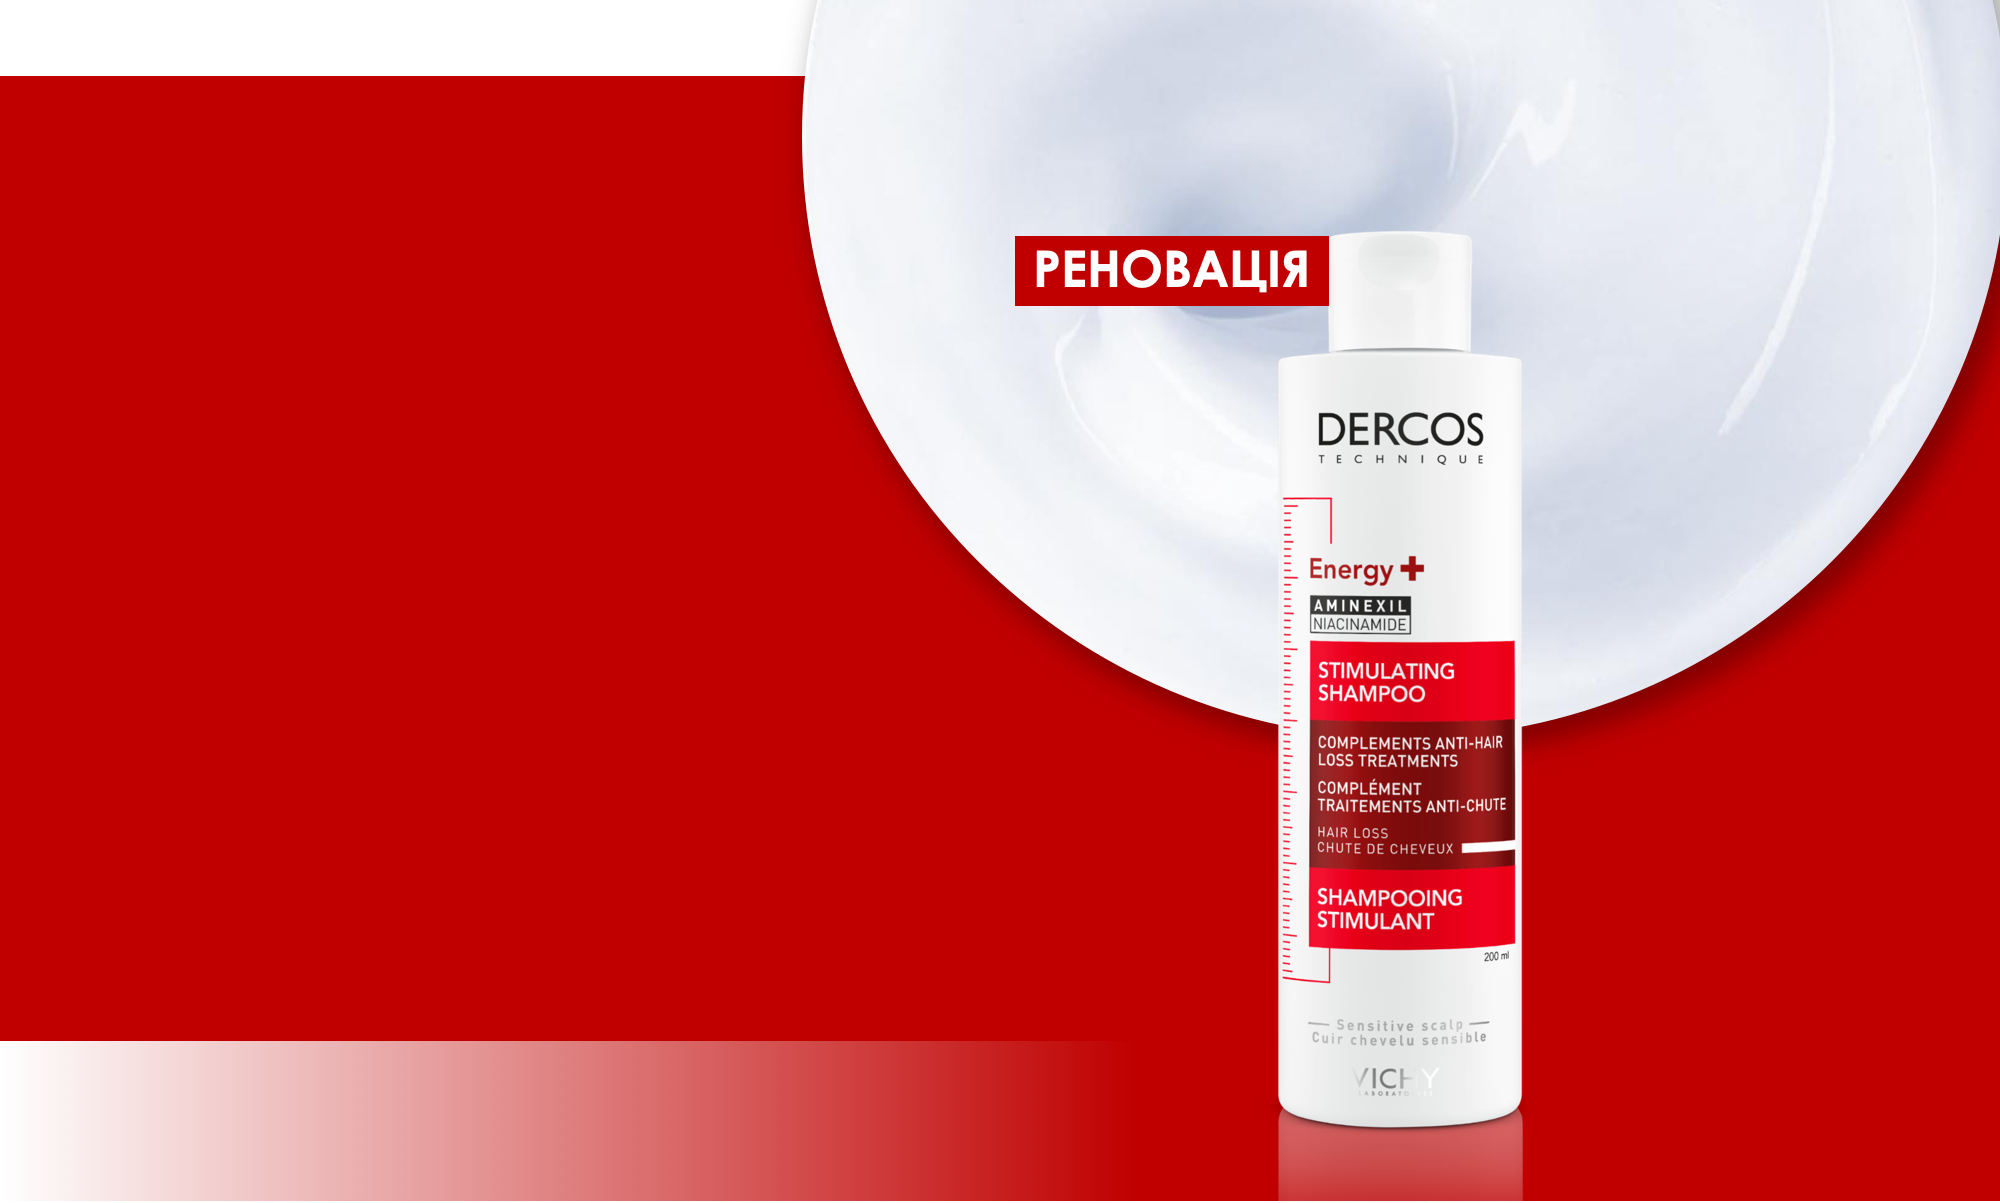 РЕНОВАЦІЯ
DERCOS
TECHNIQUE
Energy +
AMINEXIL
NIACINAMIDE
STIMULATING
SHAMPOO
COMPLEMENTS ANTI-HAIR
LOSS TREATMENTS
COMPLÉMENT
TRAITEMENTS ANTI-CHUTE
HAIR LOSS
CHUTE DE CHEVEUX
SHAMPOOING
STIMULANT
200 ml
Sensitive scalp
Cuir chevelu sensible
VICHY